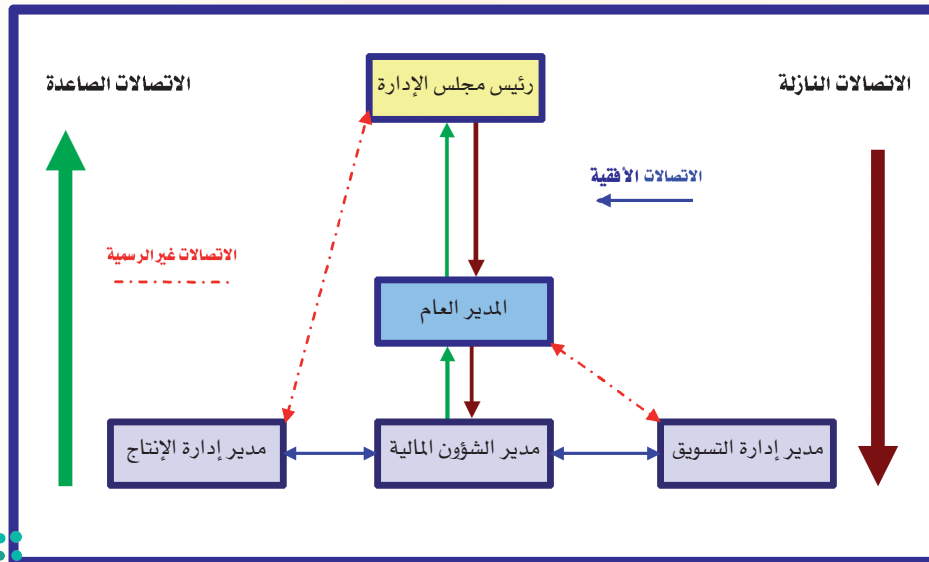 رئيس مجلس الإدارة
الاتصالات النازلة
الاتصالات الصاعدة
الاتصالات الأفقية
الاتصالات غير الرسمية
المدير العام
مدير إدارة التسويق
مدير الشؤون المالية
مدير إدارة الإنتاج